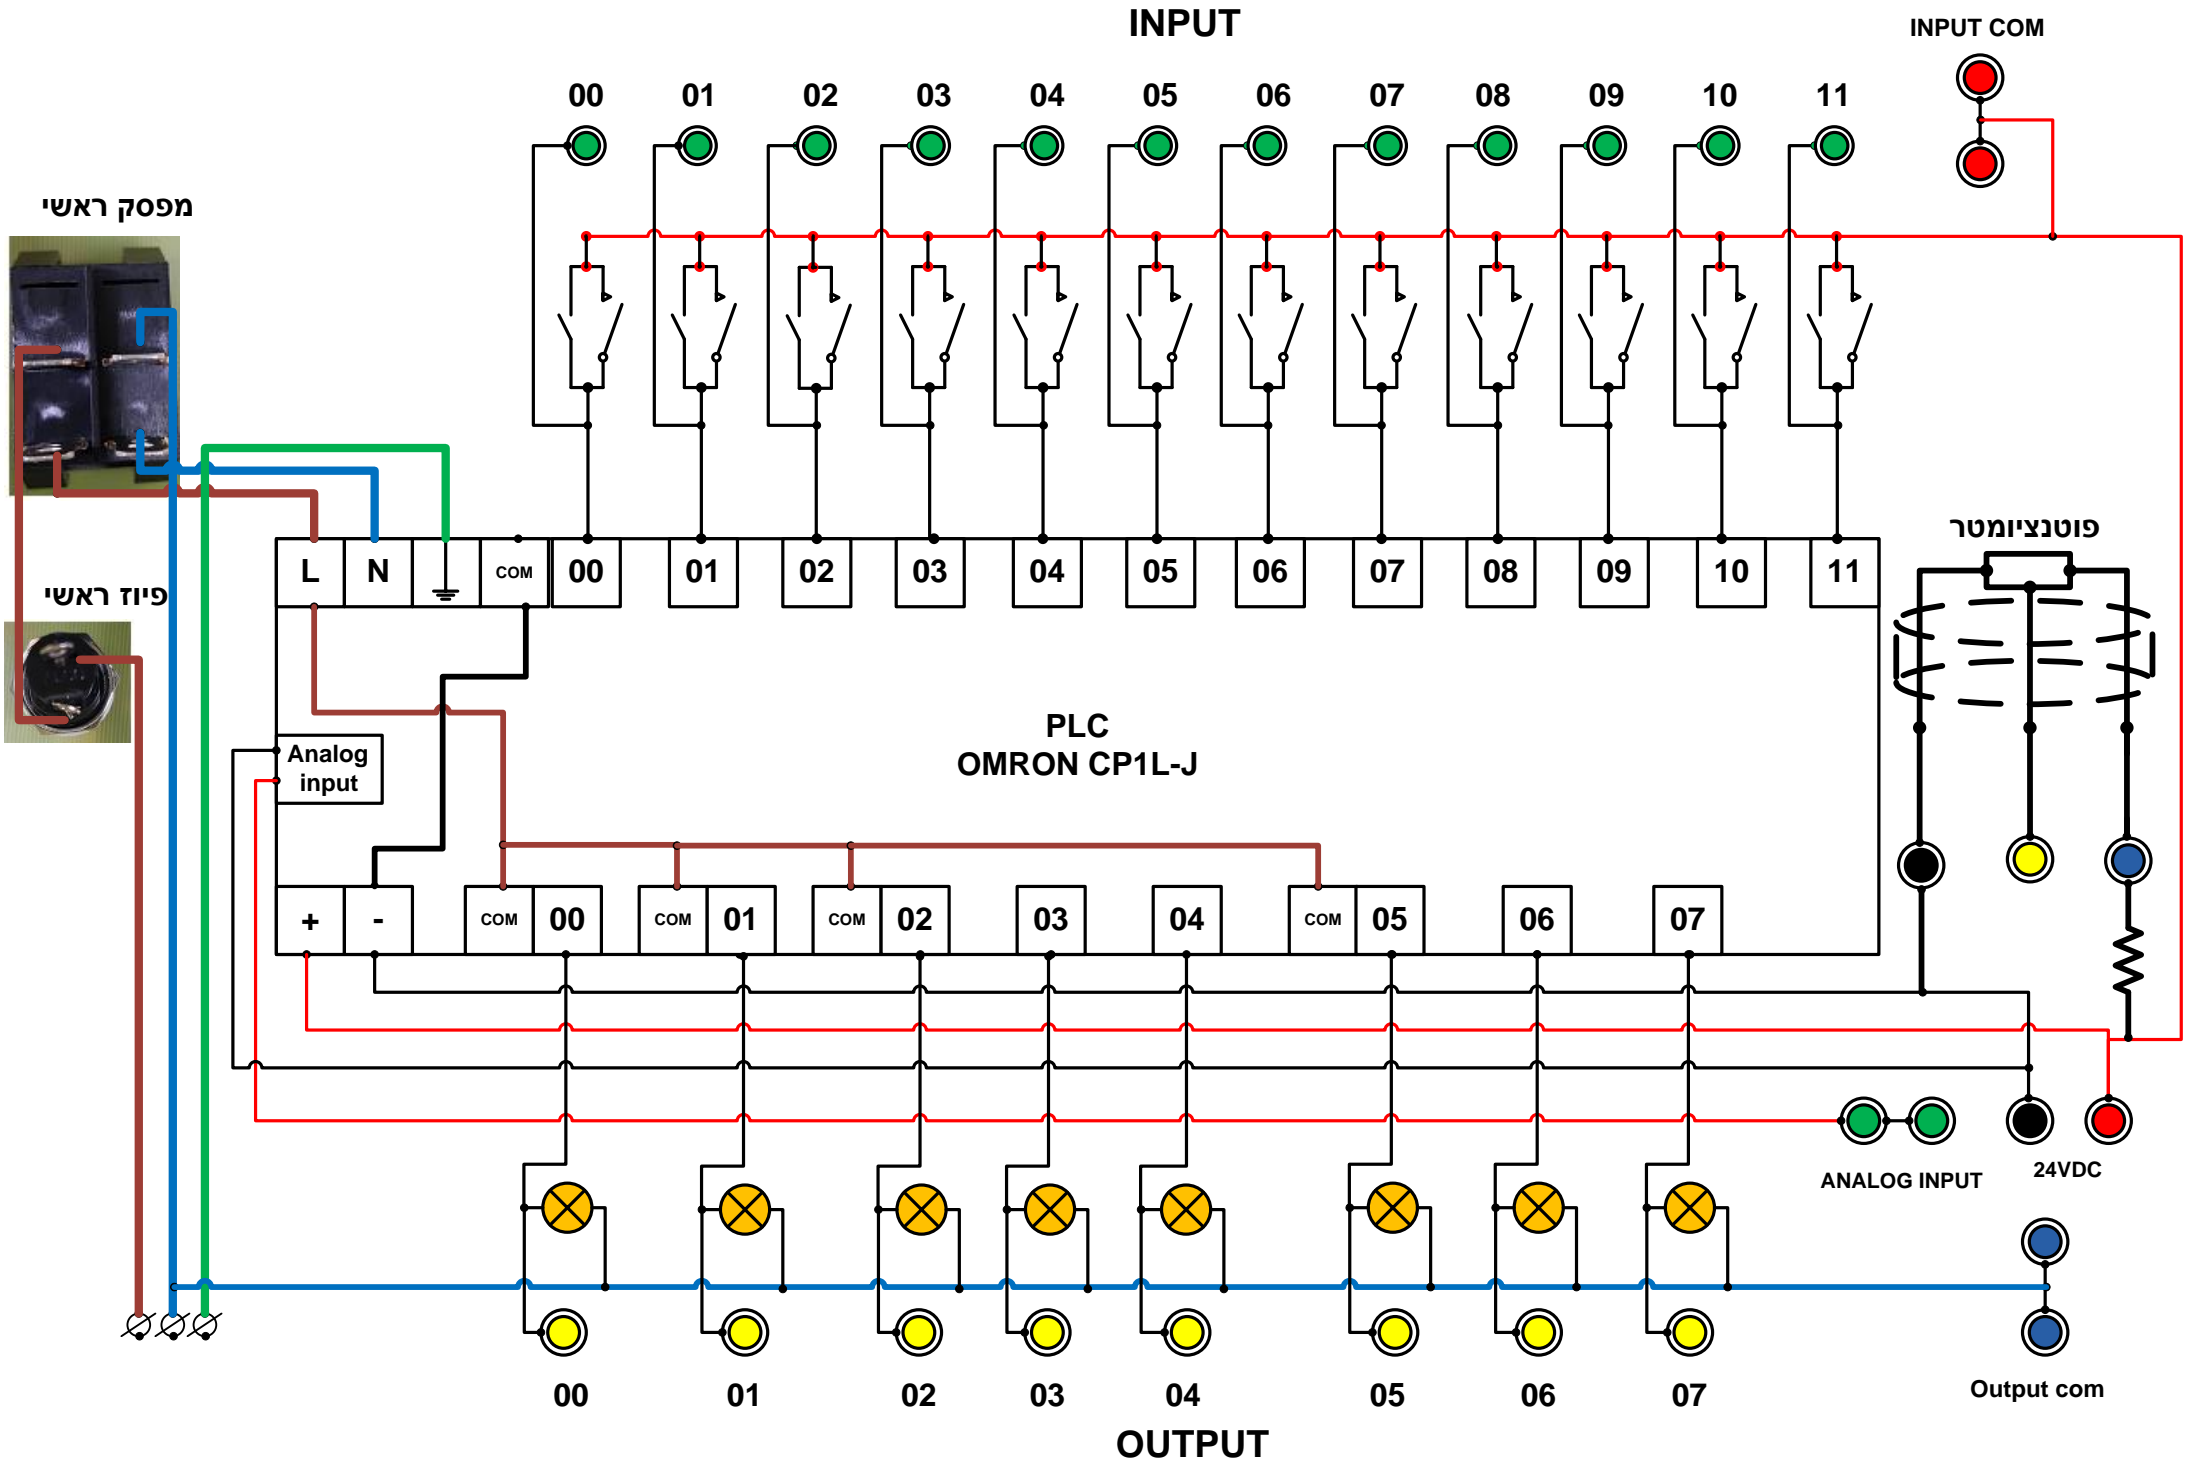 INPUT
INPUT COM
00 01 02 03 04 05 06 07 08 09 10 11
מפסק ראשי
פוטנציומטר
L N COM 00 01 02 03 04 05 06 07 08 09 10 11
פיוז ראשי
PLC
OMRON CP1L-J
Analog
input
+ - COM 00 COM 01 COM 02 03 04 COM 05 06 07
ANALOG INPUT
24VDC
00 01 02 03 04 05 06 07
Output com
OUTPUT